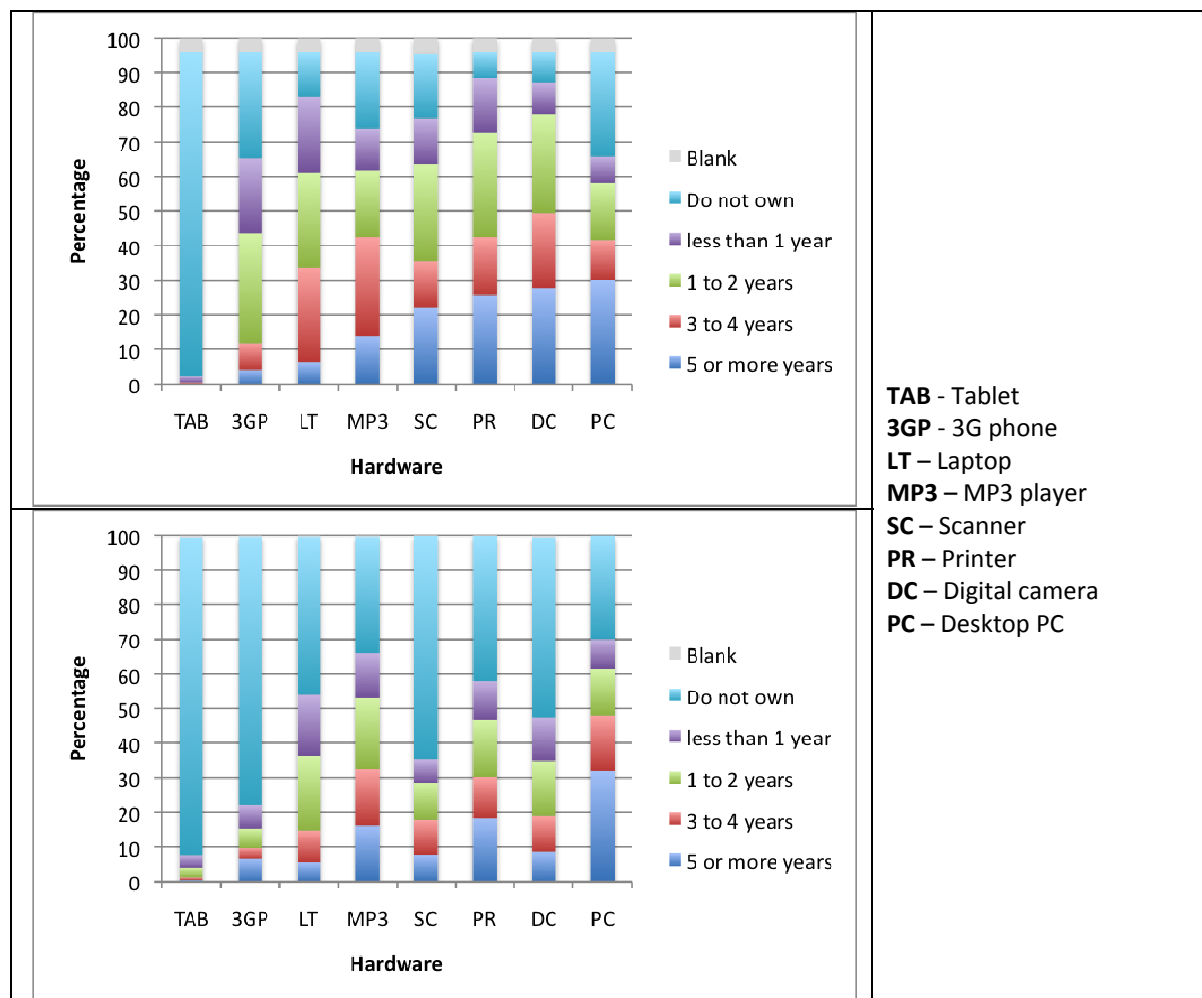 100
90
80
70
60
50
40
30
20
10
0
Percentage
TAB 3GP LT MP3 SC PR DC PC
Hardware
Blank
Do not own
less than 1 year
1 to 2 years
3 to 4 years
5 or more years
100
90
80
70
60
50
40
30
20
10
0
Percentage
TAB 3GP LT MP3 SC PR DC PC
Hardware
Blank
Do not own
less than 1 year
1 to 2 years
3 to 4 years
5 or more years
TAB - Tablet
3GP - 3G phone
LT – Laptop
MP3 – MP3 player
SC – Scanner
PR – Printer
DC – Digital camera
PC – Desktop PC